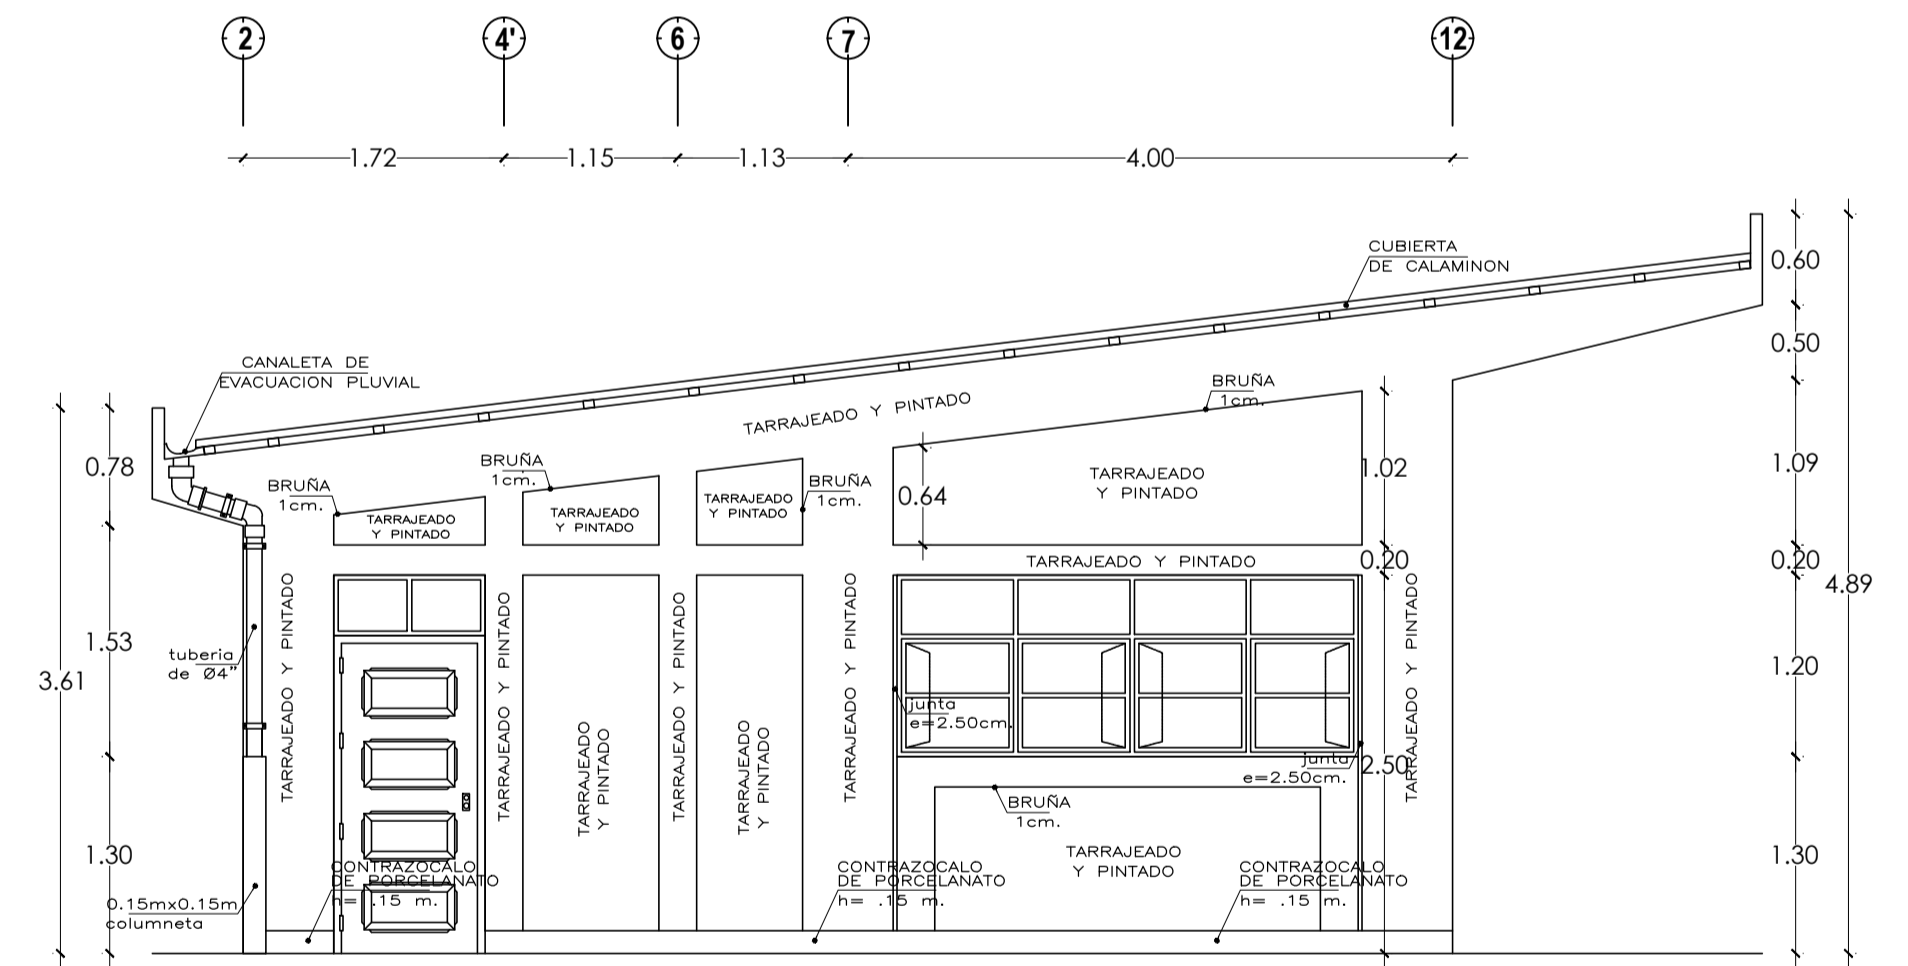 2
4'
6
7
12
1.72
1.15
1.13
4.00
CUBIERTA
DE CALAMINON
0.60
0.50
CANALETA DE
EVACUACION PLUVIAL
BRUÑA
1cm.
TARRAJEADO Y PINTADO
0.78
BRUÑA
1cm.
BRUÑA
1cm.
BRUÑA
1cm.
TARRAJEADO
Y PINTADO
1.02
1.09
0.64
TARRAJEADO
Y PINTADO
TARRAJEADO
Y PINTADO
TARRAJEADO
Y PINTADO
TARRAJEADO Y PINTADO
0.20
0.20
4.89
1.53
3.61
tuberia
de Ø4"
TARRAJEADO Y PINTADO
TARRAJEADO Y PINTADO
TARRAJEADO Y PINTADO
TARRAJEADO Y PINTADO
TARRAJEADO Y PINTADO
1.20
junta
e=2.50cm.
junta
e=2.50cm.
2.50
TARRAJEADO
Y PINTADO
TARRAJEADO
Y PINTADO
BRUÑA
1cm.
TARRAJEADO
Y PINTADO
1.30
1.30
CONTRAZOCALO
DE PORCELANATO
h= .15 m.
CONTRAZOCALO
DE PORCELANATO
h= .15 m.
CONTRAZOCALO
DE PORCELANATO
h= .15 m.
0.15mx0.15m
columneta